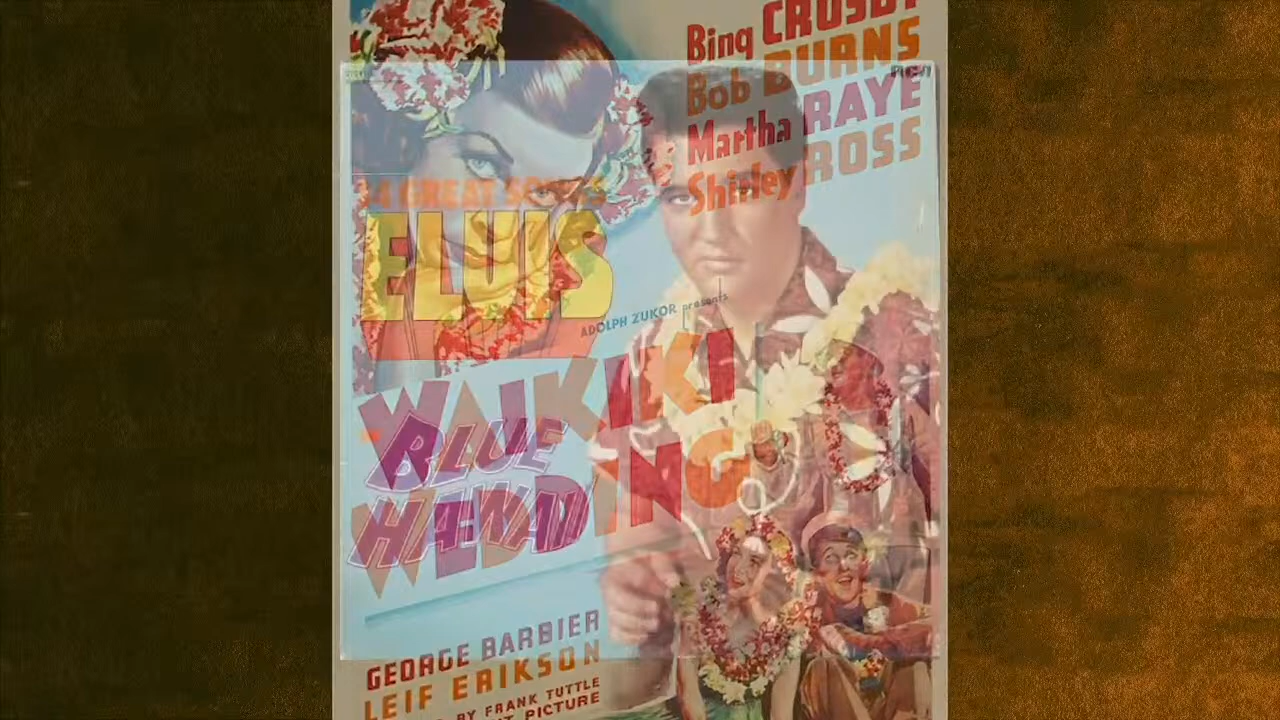 Bing CROSBY
Bob BURNS
Martha RAYE
Shirley ROSS
14 GREAT SONGS
ELVIS
ADOLPH ZUKOR presents
WAIKIKI
WEDDING
BLUE
HAWAII
GEORGE BARBIER
LEIF ERIKSON
BY FRANK TUTTLE
PICTURE